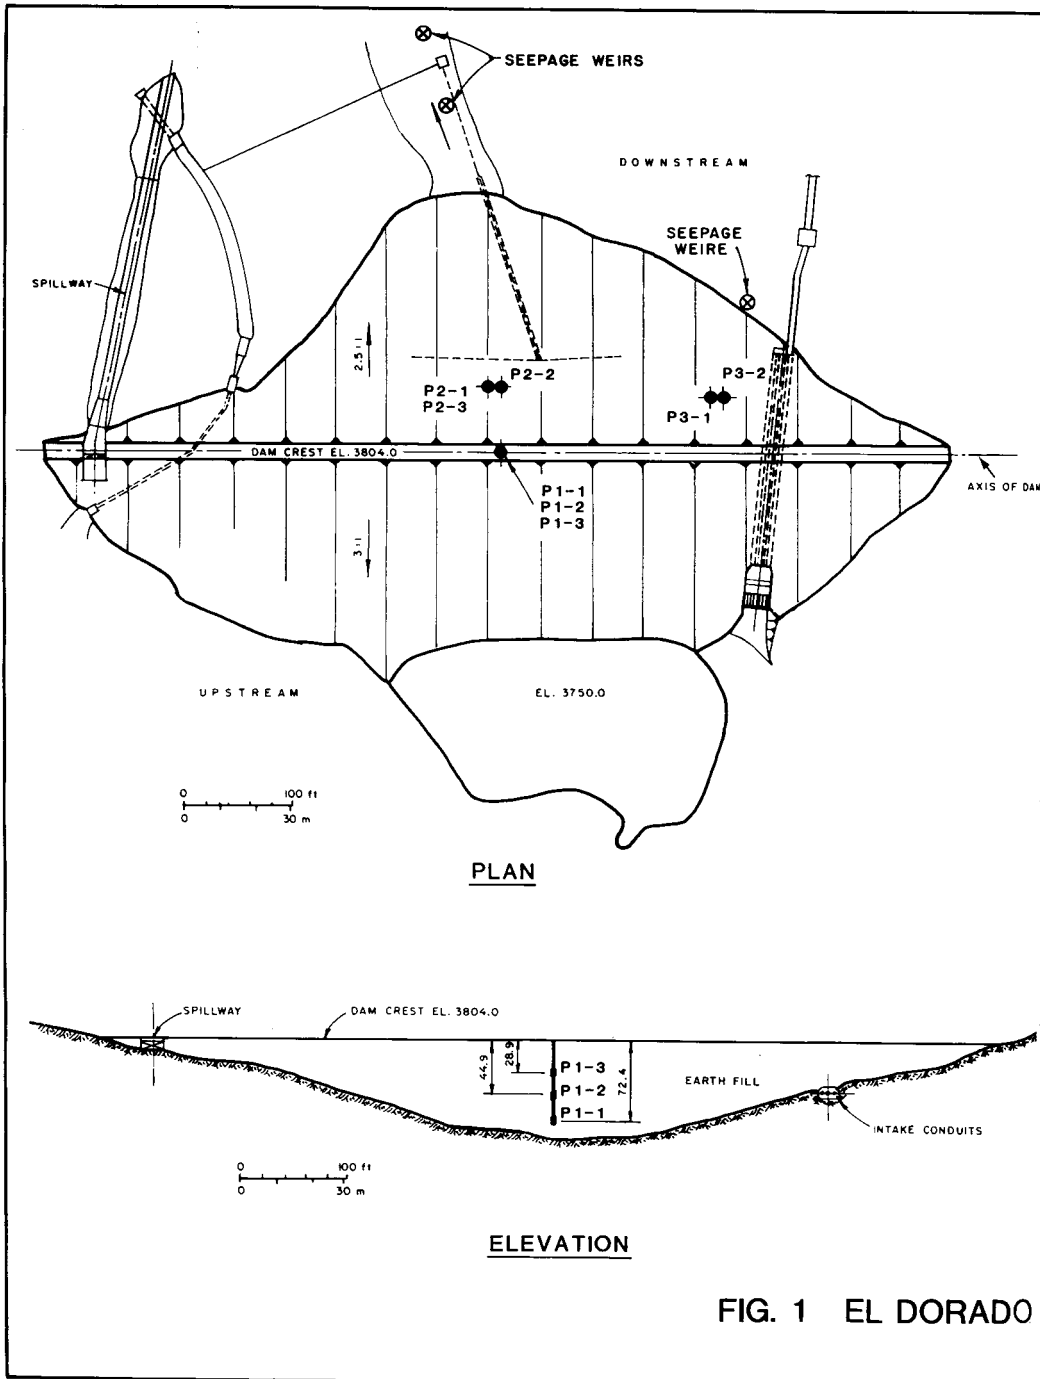 SEEPAGE WEIRS
DOWNSTREAM
SEEPAGE
WEIRE
SPILLWAY
2.5:1
P2-2
P2-1
P2-3
P3-2
P3-1
DAM CREST EL. 3804.0
AXIS OF DAM
P1-1
P1-2
P1-3
3:1
UPSTREAM
EL. 3750.0
0 100 ft
0 30 m
PLAN
SPILLWAY
DAM CREST EL. 3804.0
44.9
28.9
72.4
P1-3
P1-2
P1-1
EARTH FILL
INTAKE CONDUITS
0 100 ft
0 30 m
ELEVATION
FIG. 1 EL DORADO